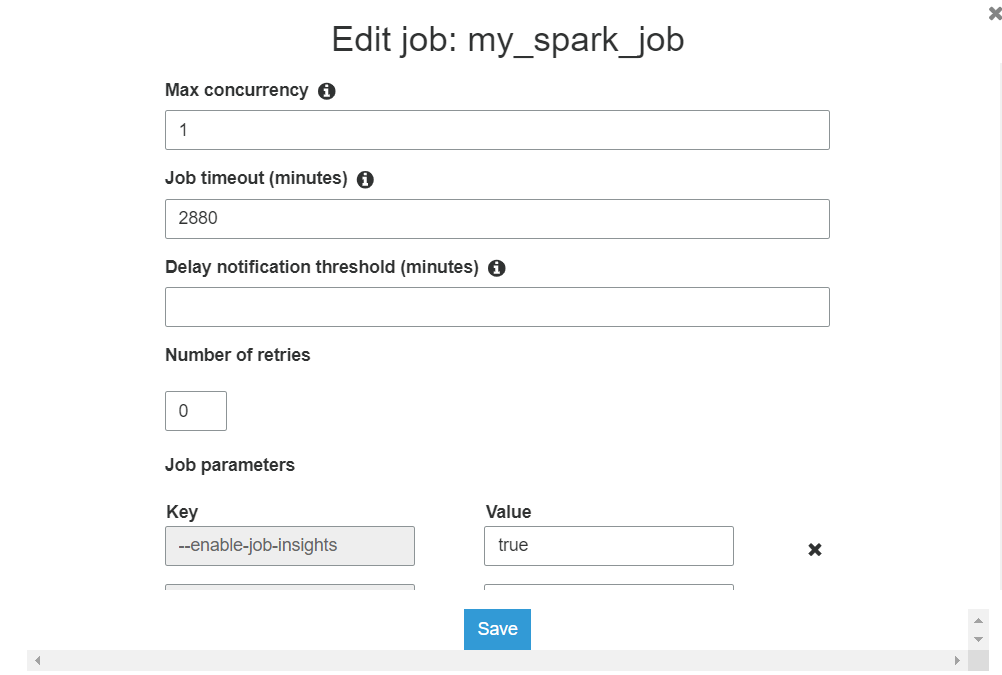 Edit job: my_spark_job
Max concurrency
1
Job timeout (minutes)
2880
Delay notification threshold (minutes)
Number of retries
0
Job parameters
Key Value
--enable-job-insights true
Save